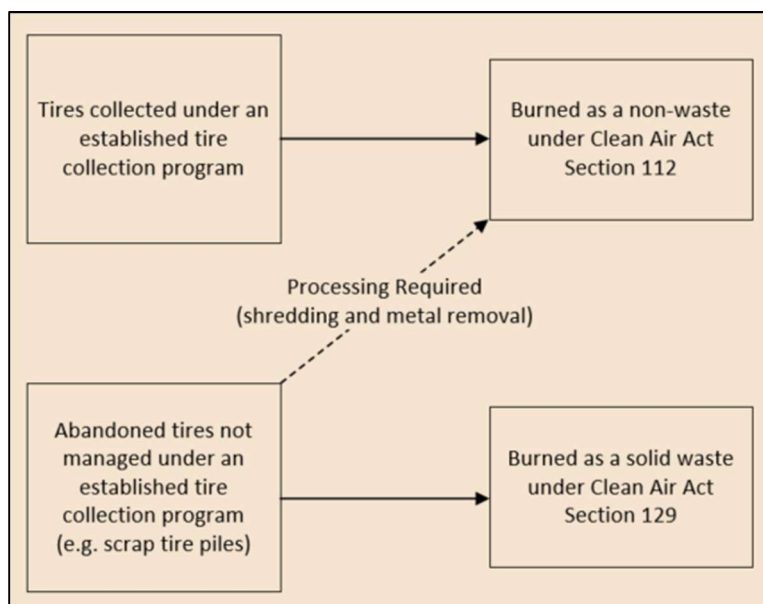 Tires collected under an
established tire
collection program
Burned as a non-waste
under Clean Air Act
Section 112
Processing Required
(shredding and metal removal)
Abandoned tires not
managed under an
established tire
collection program
(e.g. scrap tire piles)
Burned as a solid waste
under Clean Air Act
Section 129